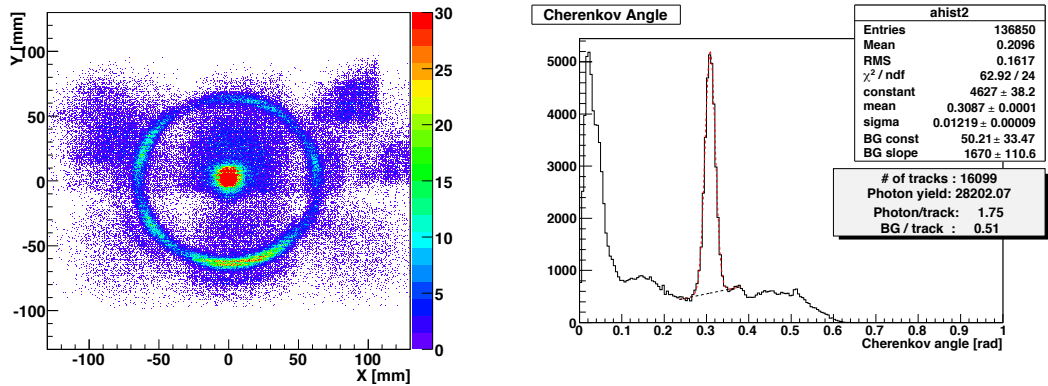 Y [mm]
100
50
0
-50
-100
-100 -50 0 50 100
X [mm]
30
25
20
15
10
5
0
Cherenkov Angle
5000
4000
3000
2000
1000
0
0 0.1 0.2 0.3 0.4 0.5 0.6 0.7 0.8 0.9 1
Cherenkov angle [rad]
ahist2
Entries 136850
Mean 0.2096
RMS 0.1617
χ² / ndf 62.92 / 24
constant 4627 ± 38.2
mean 0.3087 ± 0.0001
sigma 0.01219 ± 0.00009
BG const 50.21 ± 33.47
BG slope 1670 ± 110.6
# of tracks : 16099
Photon yield: 28202.07
Photon/track: 1.75
BG / track : 0.51